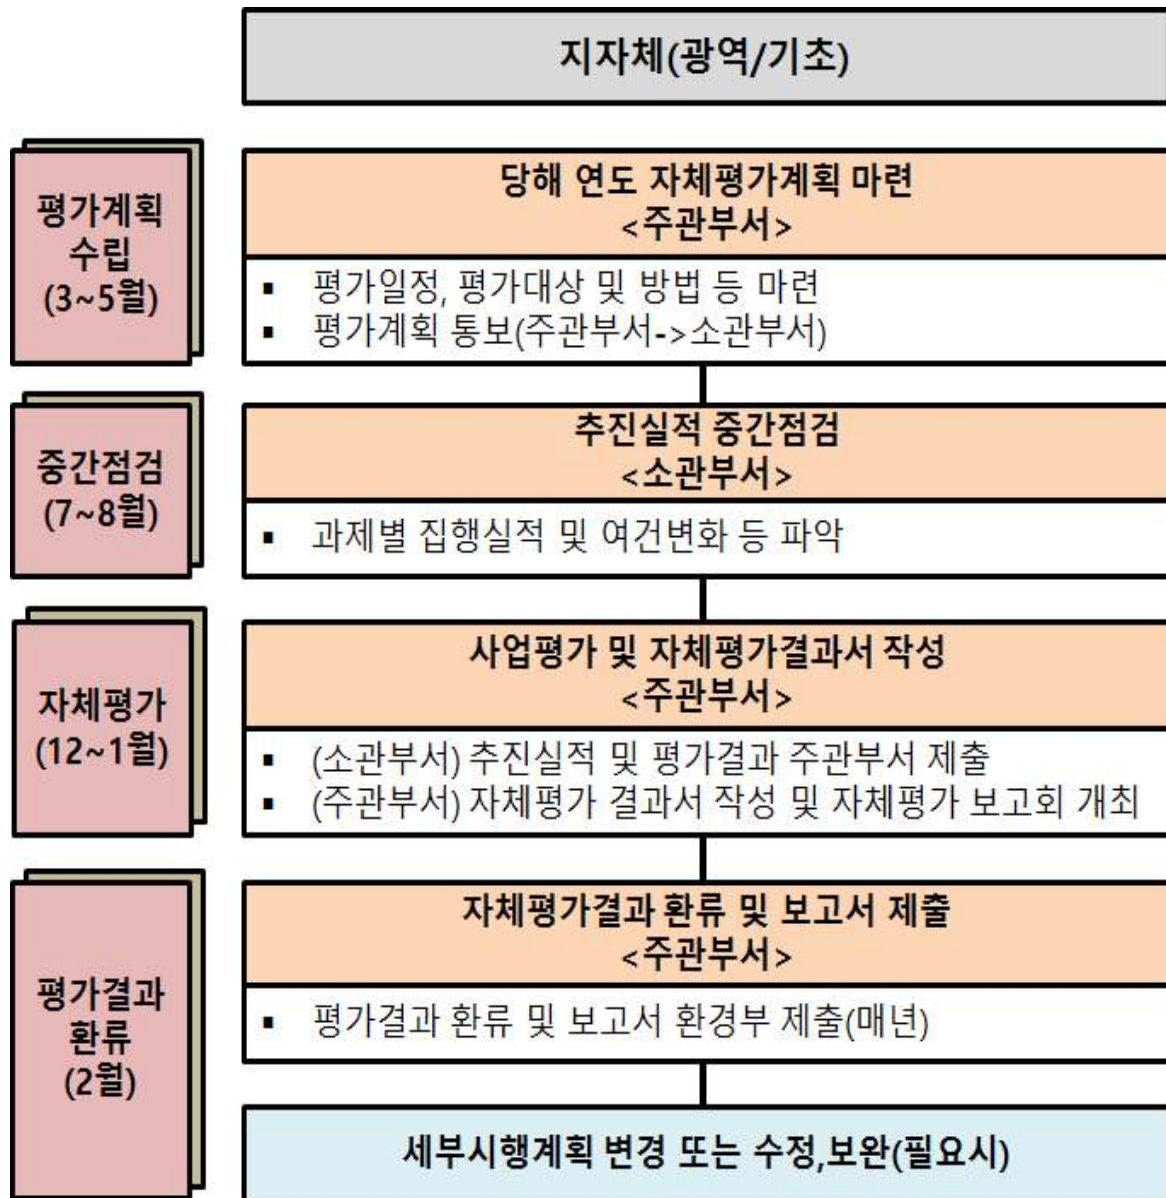 지자체(광역/기초)
평가계획
수립
(3~5월)
당해 연도 자체평가계획 마련
<주관부서>
▪ 평가일정, 평가대상 및 방법 등 마련
▪ 평가계획 통보(주관부서->소관부서)
중간점검
(7~8월)
추진실적 중간점검
<소관부서>
▪ 과제별 집행실적 및 여건변화 등 파악
자체평가
(12~1월)
사업평가 및 자체평가결과서 작성
<주관부서>
▪ (소관부서) 추진실적 및 평가결과 주관부서 제출
▪ (주관부서) 자체평가 결과서 작성 및 자체평가 보고회 개최
평가결과
환류
(2월)
자체평가결과 환류 및 보고서 제출
<주관부서>
▪ 평가결과 환류 및 보고서 환경부 제출(매년)
세부시행계획 변경 또는 수정,보완(필요시)